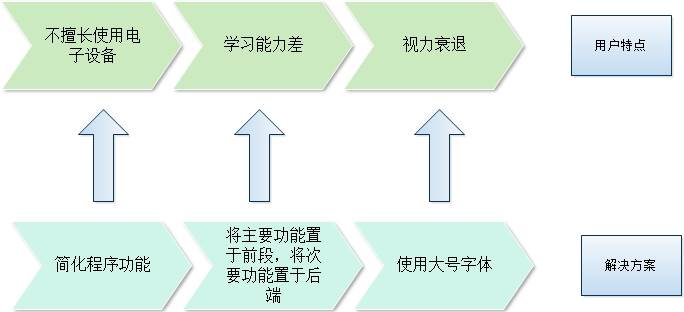 不擅长使用电
子设备
学习能力差
视力衰退
用户特点
简化程序功能
将主要功能置
于前段，将次
要功能置于后
端
使用大号字体
解决方案